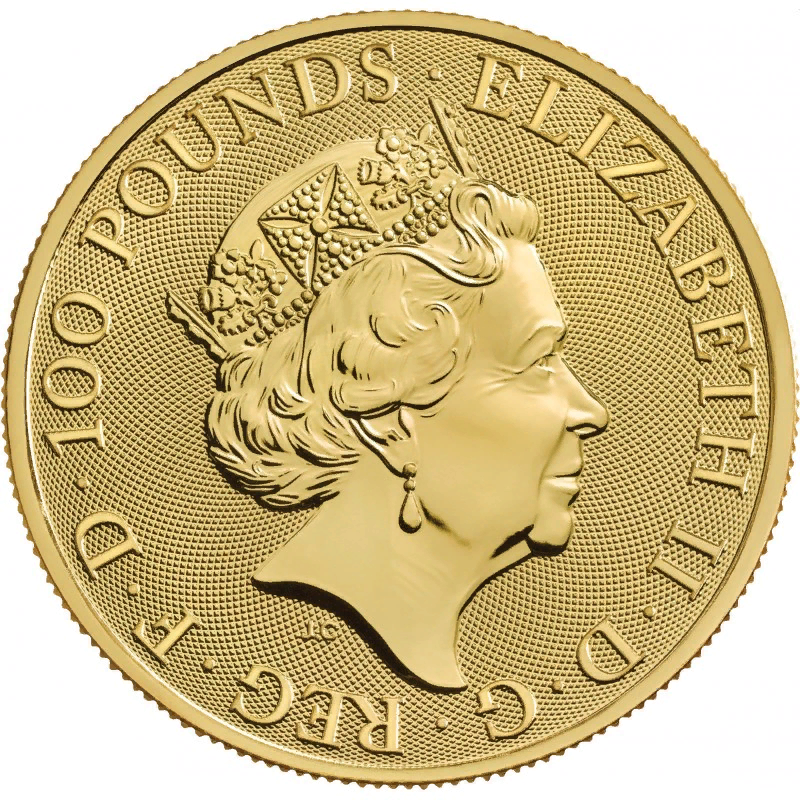 ELIZABETH II · D · G · REG · F · D · 100 POUNDS ·
JC